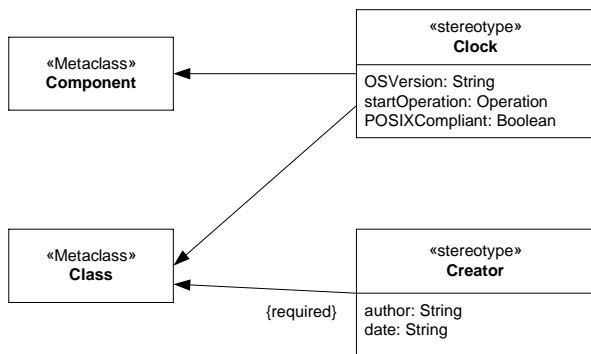 «Metaclass»
Component
«stereotype»
Clock
OSVersion: String
startOperation: Operation
POSIXCompliant: Boolean
«Metaclass»
Class
{required}
«stereotype»
Creator
author: String
date: String